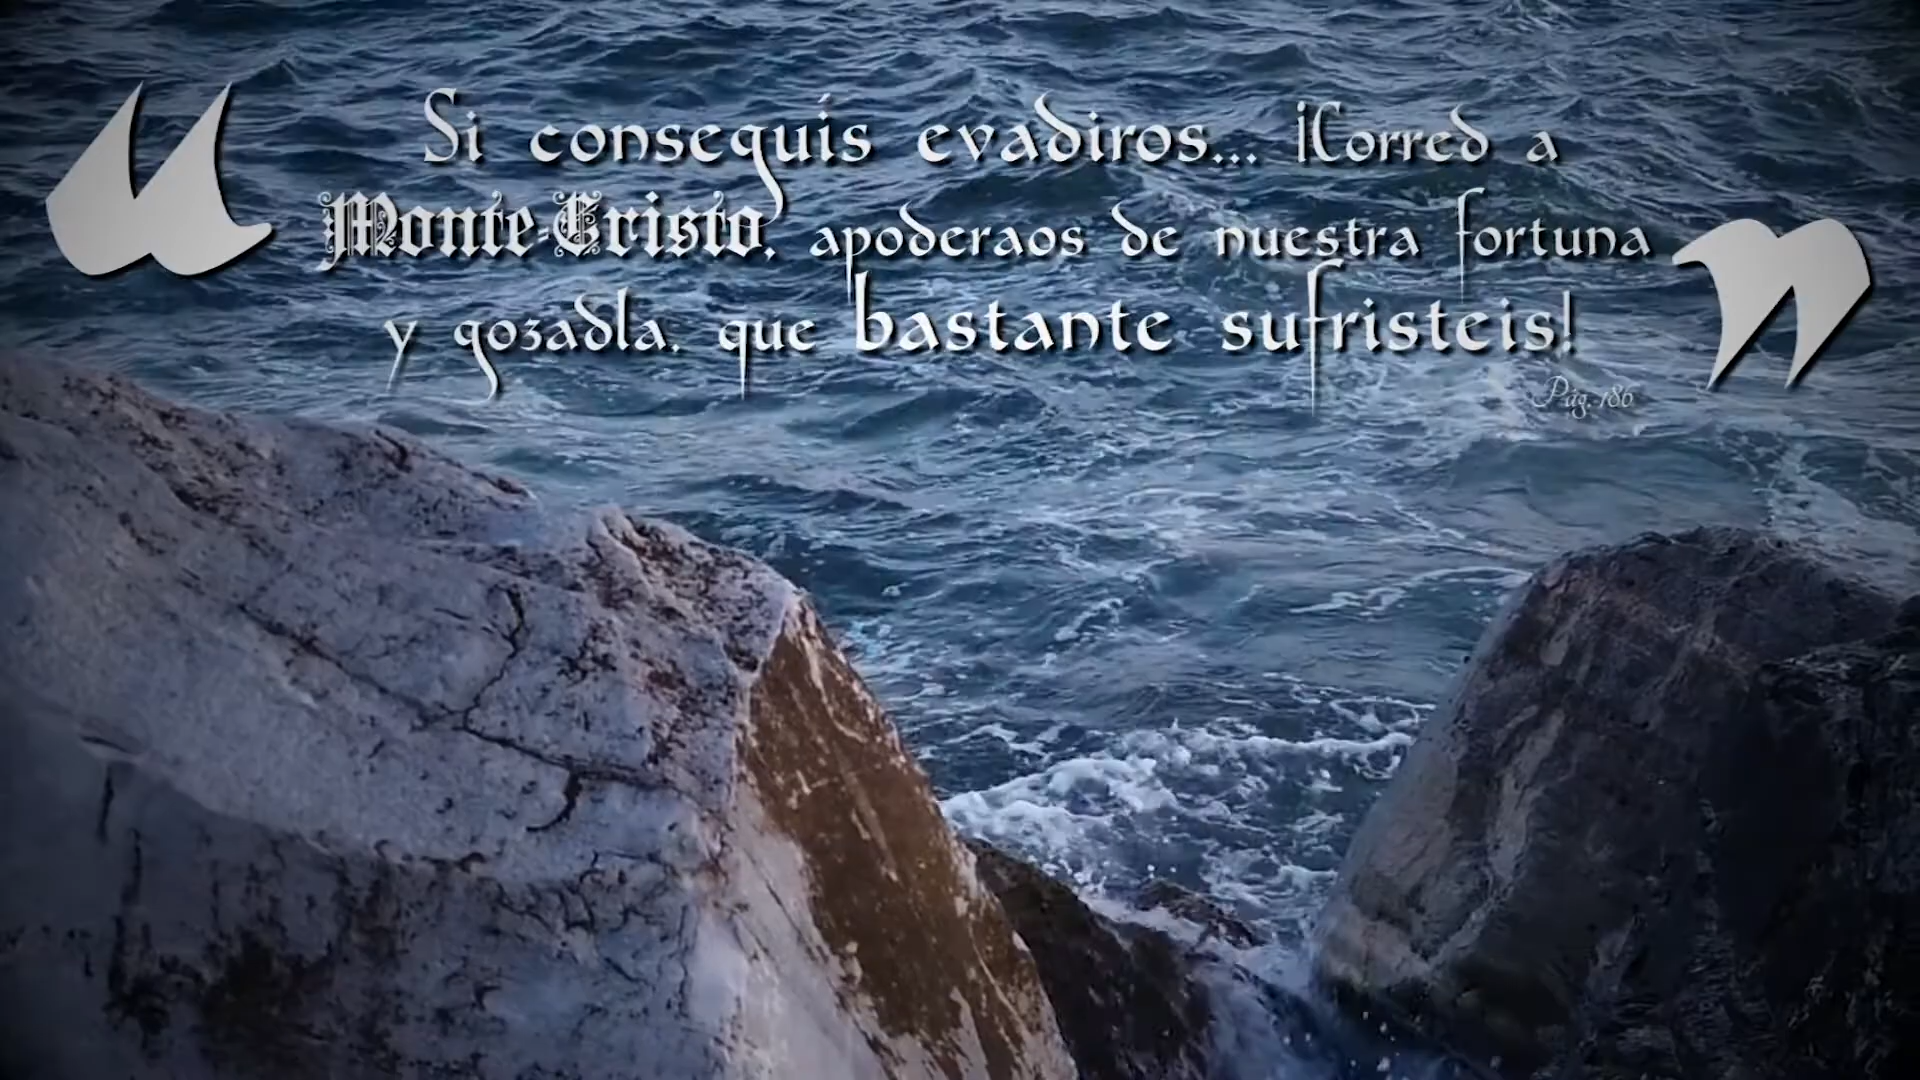 “ Si conseguís evadiros... ¡Corred a
Monte-Cristo, apoderaos de nuestra fortuna
y gozadla, que bastante sufristeis! ”
Pág. 186